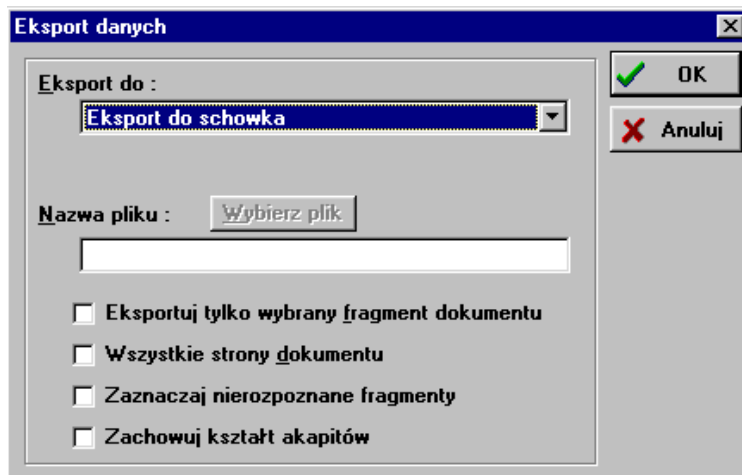 Eksport danych
Eksport do :
Eksport do schowka
OK
Anuluj
Nazwa pliku :
Wybierz plik
Eksportuj tylko wybrany fragment dokumentu
Wszystkie strony dokumentu
Zaznaczaj nierozpoznane fragmenty
Zachowuj kształt akapitów